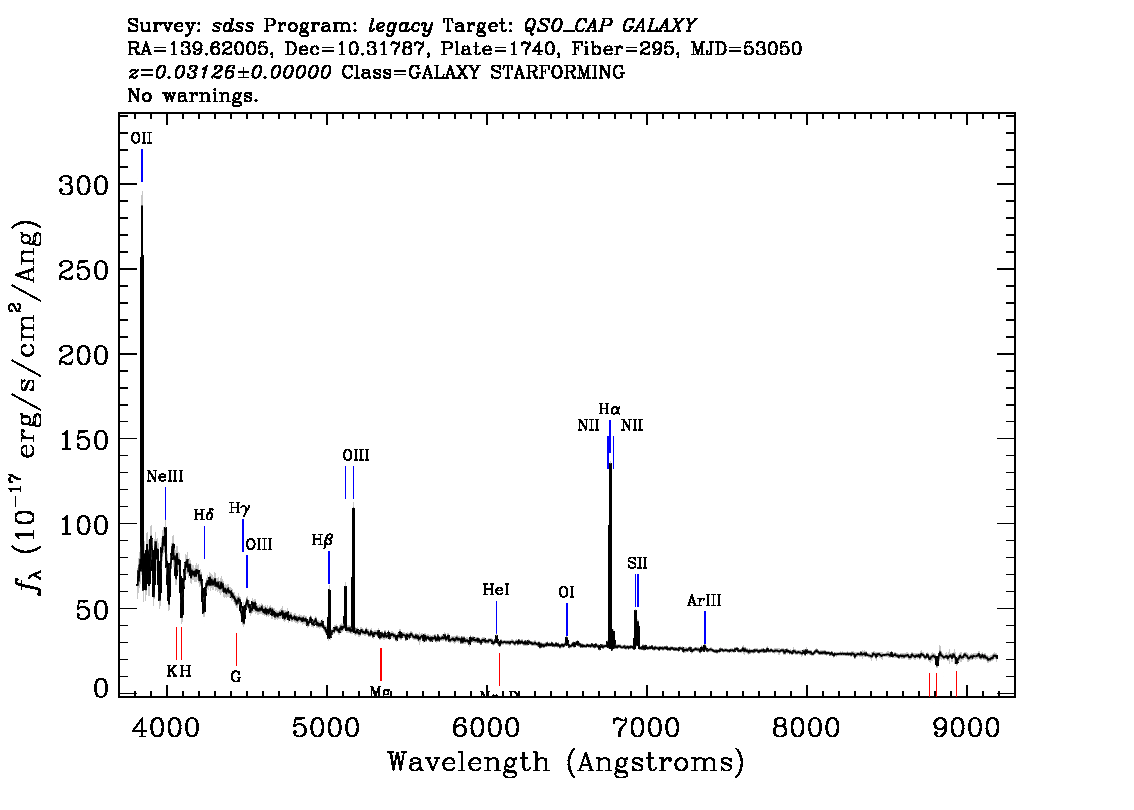 Survey: sdss Program: legacy Target: QSO_CAP GALAXY
RA=139.62005, Dec=10.31787, Plate=1740, Fiber=295, MJD=53050
z=0.03126±0.00000 Class=GALAXY STARFORMING
No warnings.
OII
300
250
200
150
100
50
0
fλ (10−17 erg/s/cm2/Ang)
Hα
NII NII
OIII
NeIII
Hδ
Hγ
OIII
Hβ
HeI
OI
SII
ArIII
K H
G
Mg
4000 5000 6000 7000 8000 9000
Wavelength (Angstroms)